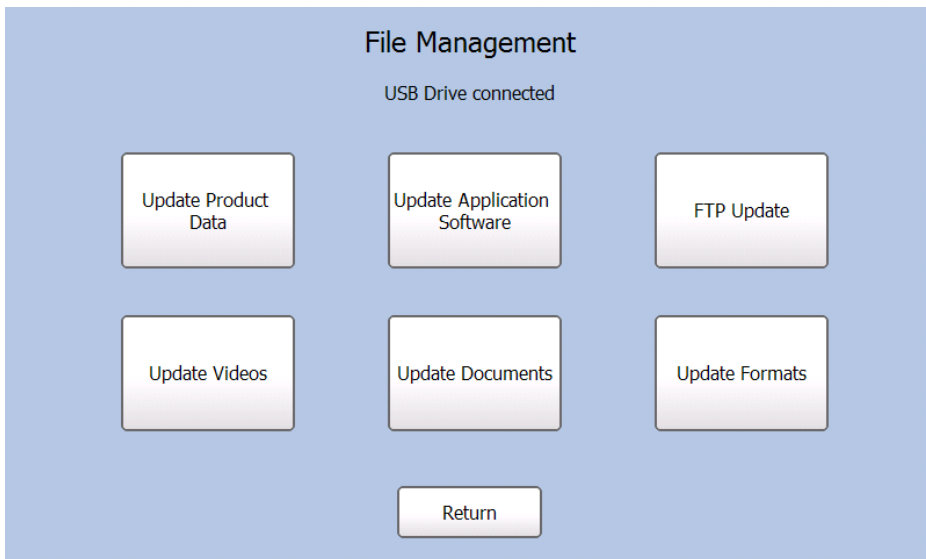 File Management
USB Drive connected
Update Product
Data
Update Application
Software
FTP Update
Update Videos
Update Documents
Update Formats
Return